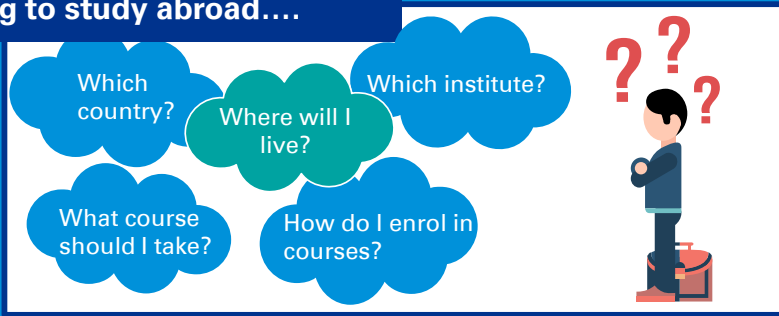 g to study abroad....
Which
country?
Which institute?
Where will I
live?
What course
should I take?
How do I enrol in
courses?
? ? ?